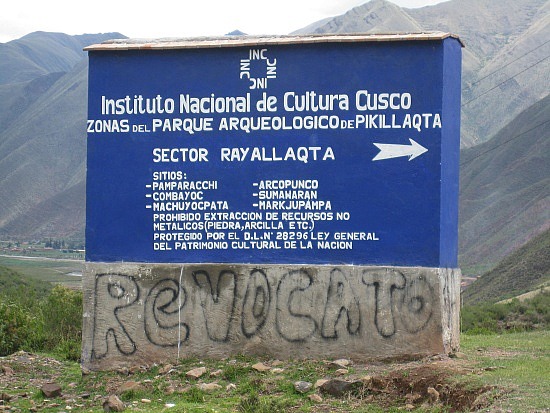 INC
INC
INC
INC
Instituto Nacional de Cultura Cusco
ZONAS DEL PARQUE ARQUEOLOGICO DE PIKILLAQTA
SECTOR RAYALLAQTA
SITIOS:
-PAMPARACCHI -ARCOPUNCO
-COMBAYOC -SUMAWARAN
-MACHUYOCPATA -MARKJUPAMPA
PROHIBIDO EXTRACCION DE RECURSOS NO
METALICOS(PIEDRA,ARCILLA ETC.)
PROTEGIDO POR EL D.L.N° 28296 LEY GENERAL
DEL PATRIMONIO CULTURAL DE LA NACION
REVOCATO